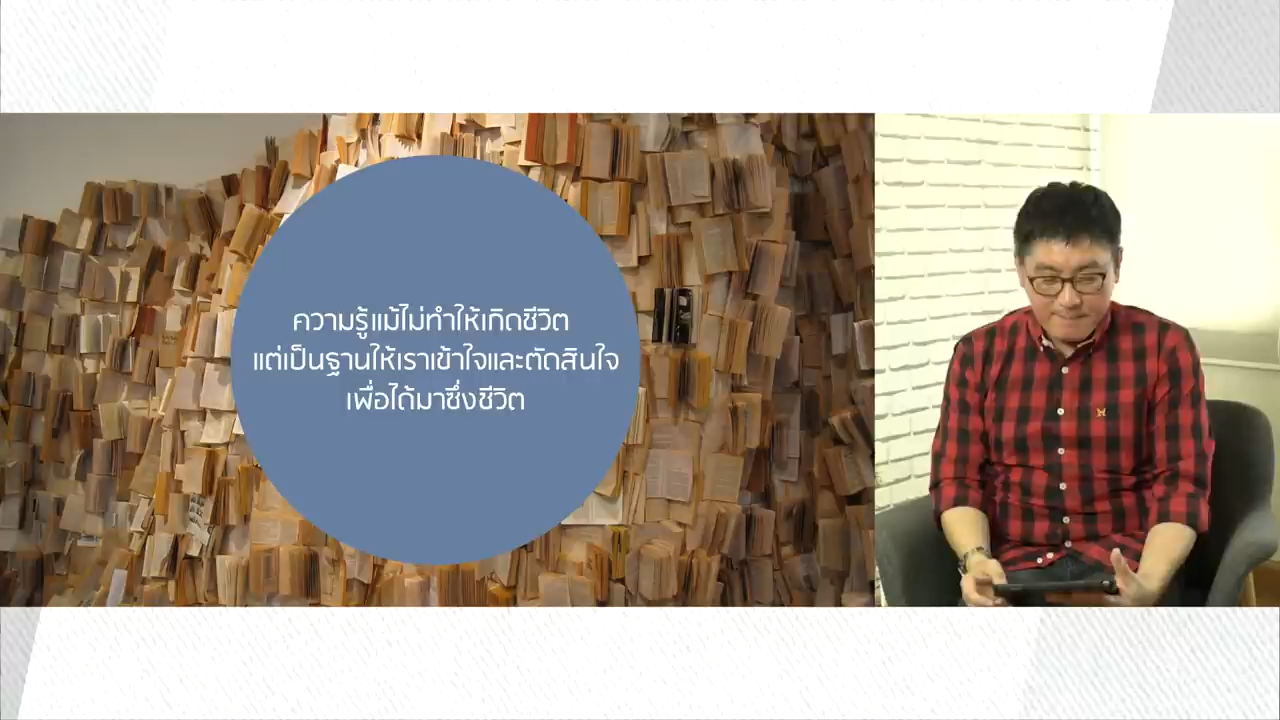 ความรู้แม้ไม่ทำให้เกิดชีวิต
แต่เป็นฐานให้เราเข้าใจและตัดสินใจ
เพื่อได้มาซึ่งชีวิต